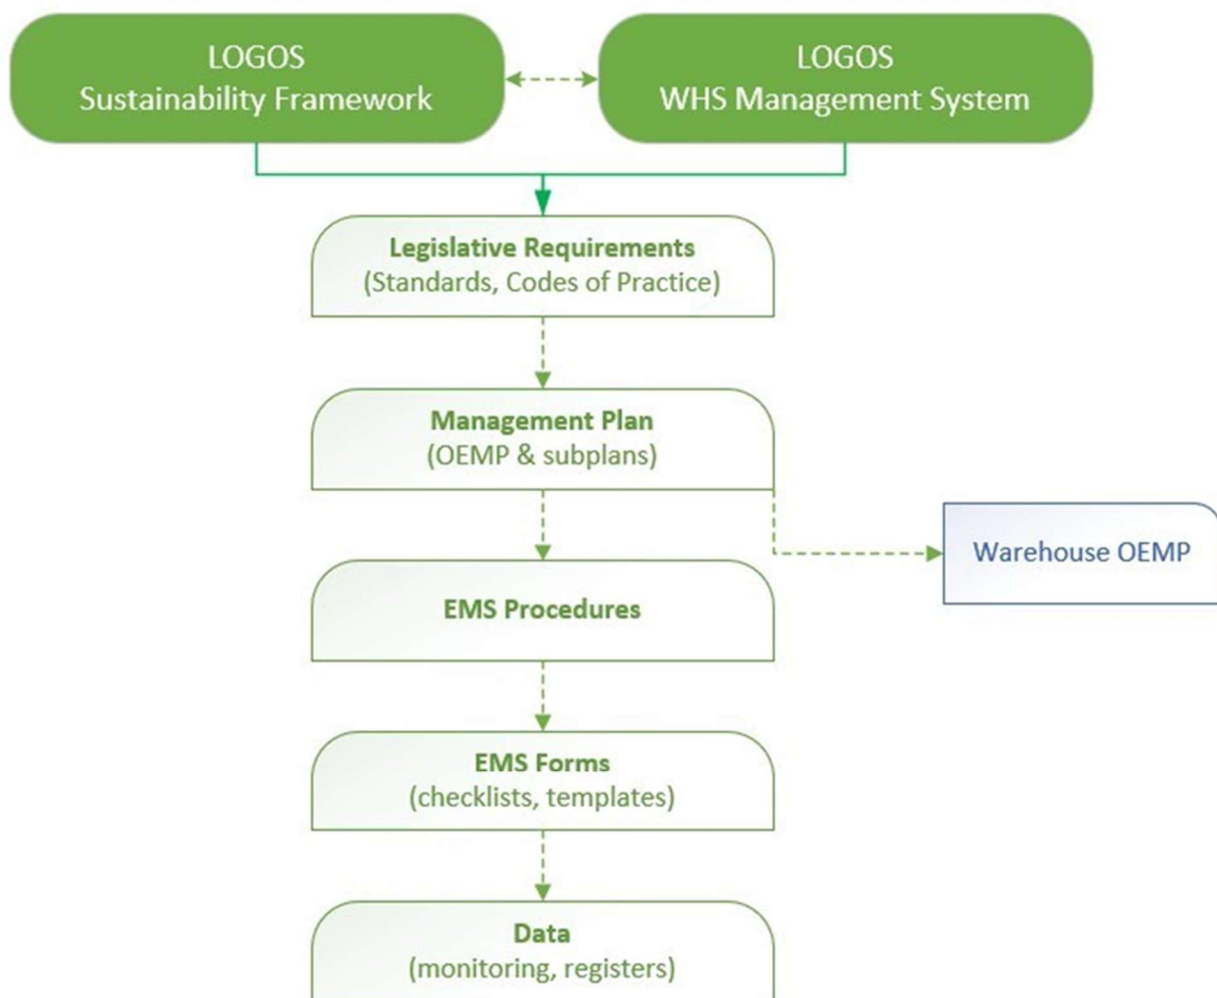 LOGOS
Sustainability Framework
LOGOS
WHS Management System
Legislative Requirements
(Standards, Codes of Practice)
Management Plan
(OEMP & subplans)
Warehouse OEMP
EMS Procedures
EMS Forms
(checklists, templates)
Data
(monitoring, registers)